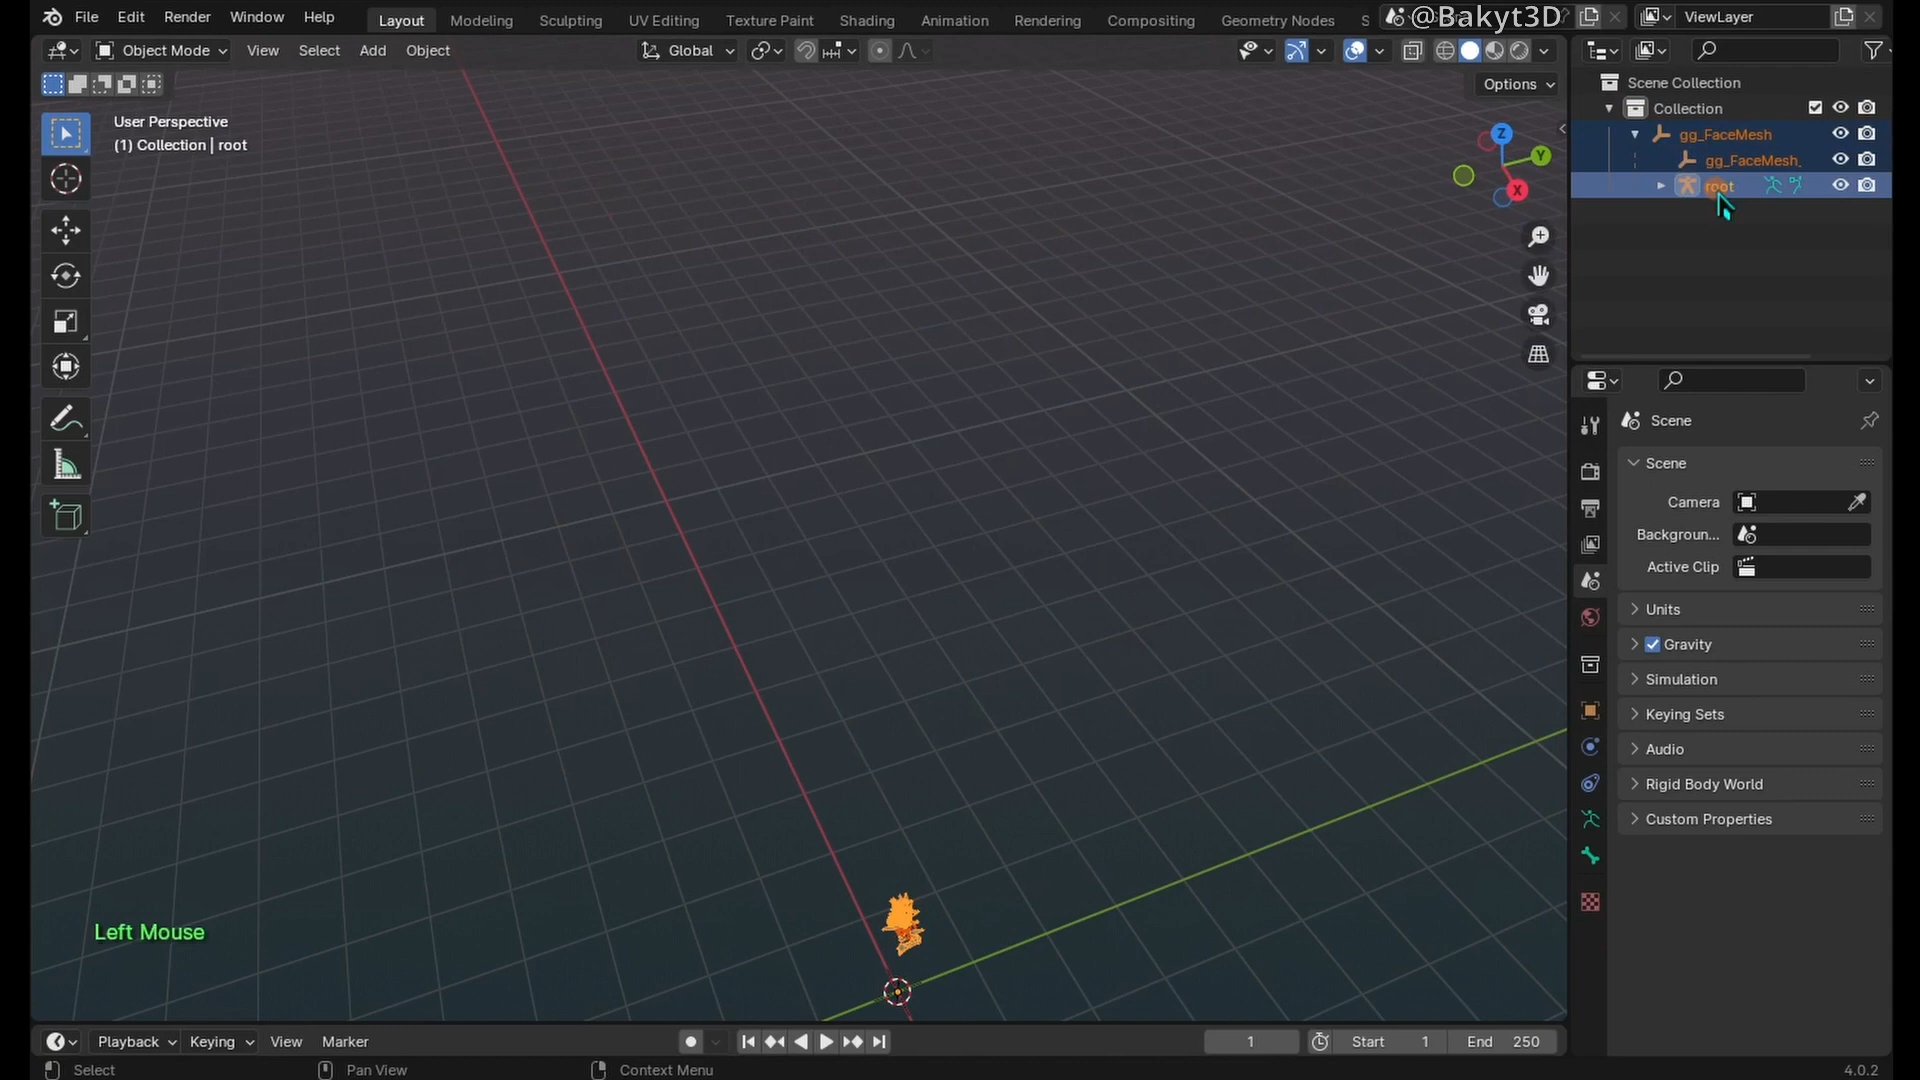 File Edit Render Window Help Layout Modeling Sculpting UV Editing Texture Paint Shading Animation Rendering Compositing Geometry Nodes S @Bakyt3D ViewLayer
Object Mode View Select Add Object Global
Options
User Perspective
(1) Collection | root
Z
Y
X
Scene Collection
Collection
gg_FaceMesh
gg_FaceMesh.
root
Scene
Scene
Camera
Backgroun...
Active Clip
Units
Gravity
Simulation
Keying Sets
Audio
Rigid Body World
Custom Properties
Left Mouse
Playback Keying View Marker 1 Start 1 End 250
Select Pan View Context Menu 4.0.2